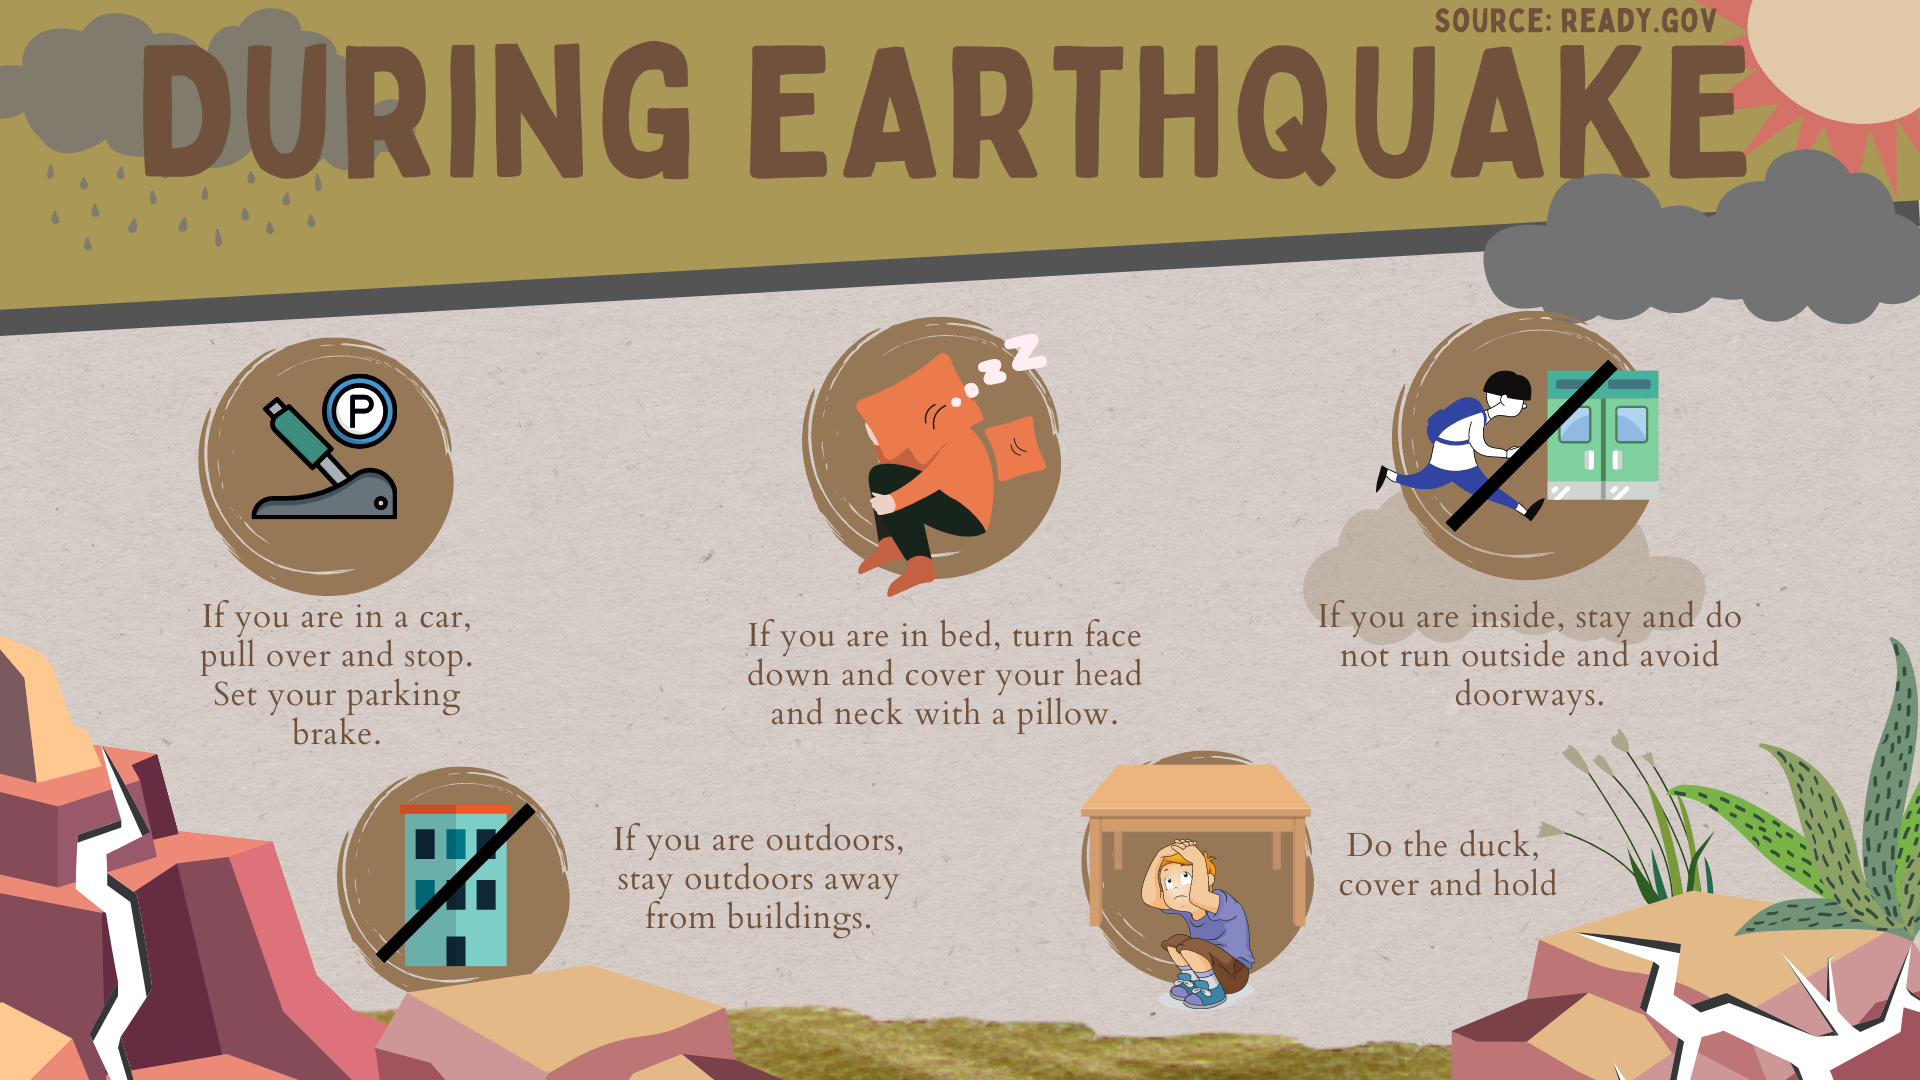 SOURCE: READY.GOV
DURING EARTHQUAKE
P
z
Z
If you are in a car,
pull over and stop.
Set your parking
brake.
If you are in bed, turn face
down and cover your head
and neck with a pillow.
If you are inside, stay and do
not run outside and avoid
doorways.
If you are outdoors,
stay outdoors away
from buildings.
Do the duck,
cover and hold